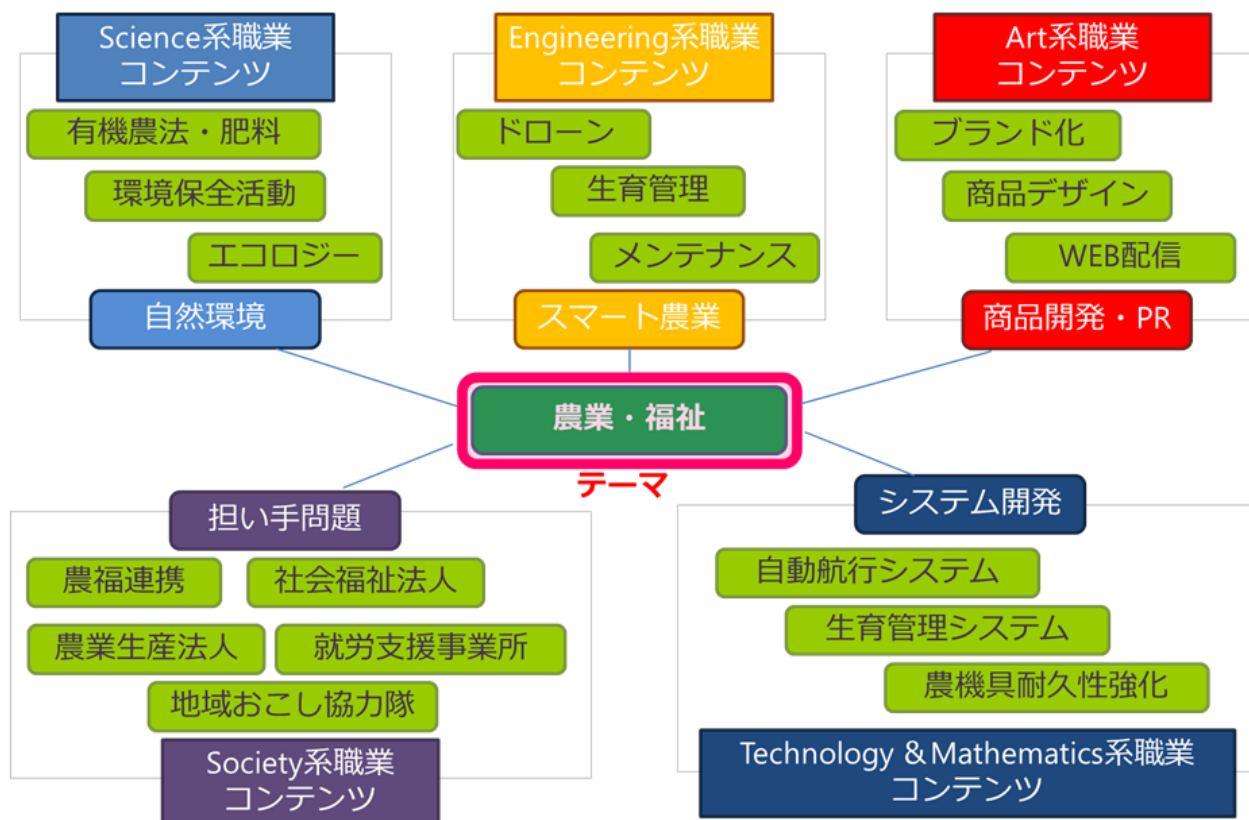 Science系職業
コンテンツ
有機農法・肥料
環境保全活動
エコロジー
自然環境
Engineering系職業
コンテンツ
ドローン
生育管理
メンテナンス
スマート農業
Art系職業
コンテンツ
ブランド化
商品デザイン
WEB配信
商品開発・PR
農業・福祉
テーマ
担い手問題
農福連携
社会福祉法人
農業生産法人
就労支援事業所
地域おこし協力隊
Society系職業
コンテンツ
システム開発
自動航行システム
生育管理システム
農機具耐久性強化
Technology &Mathematics系職業
コンテンツ